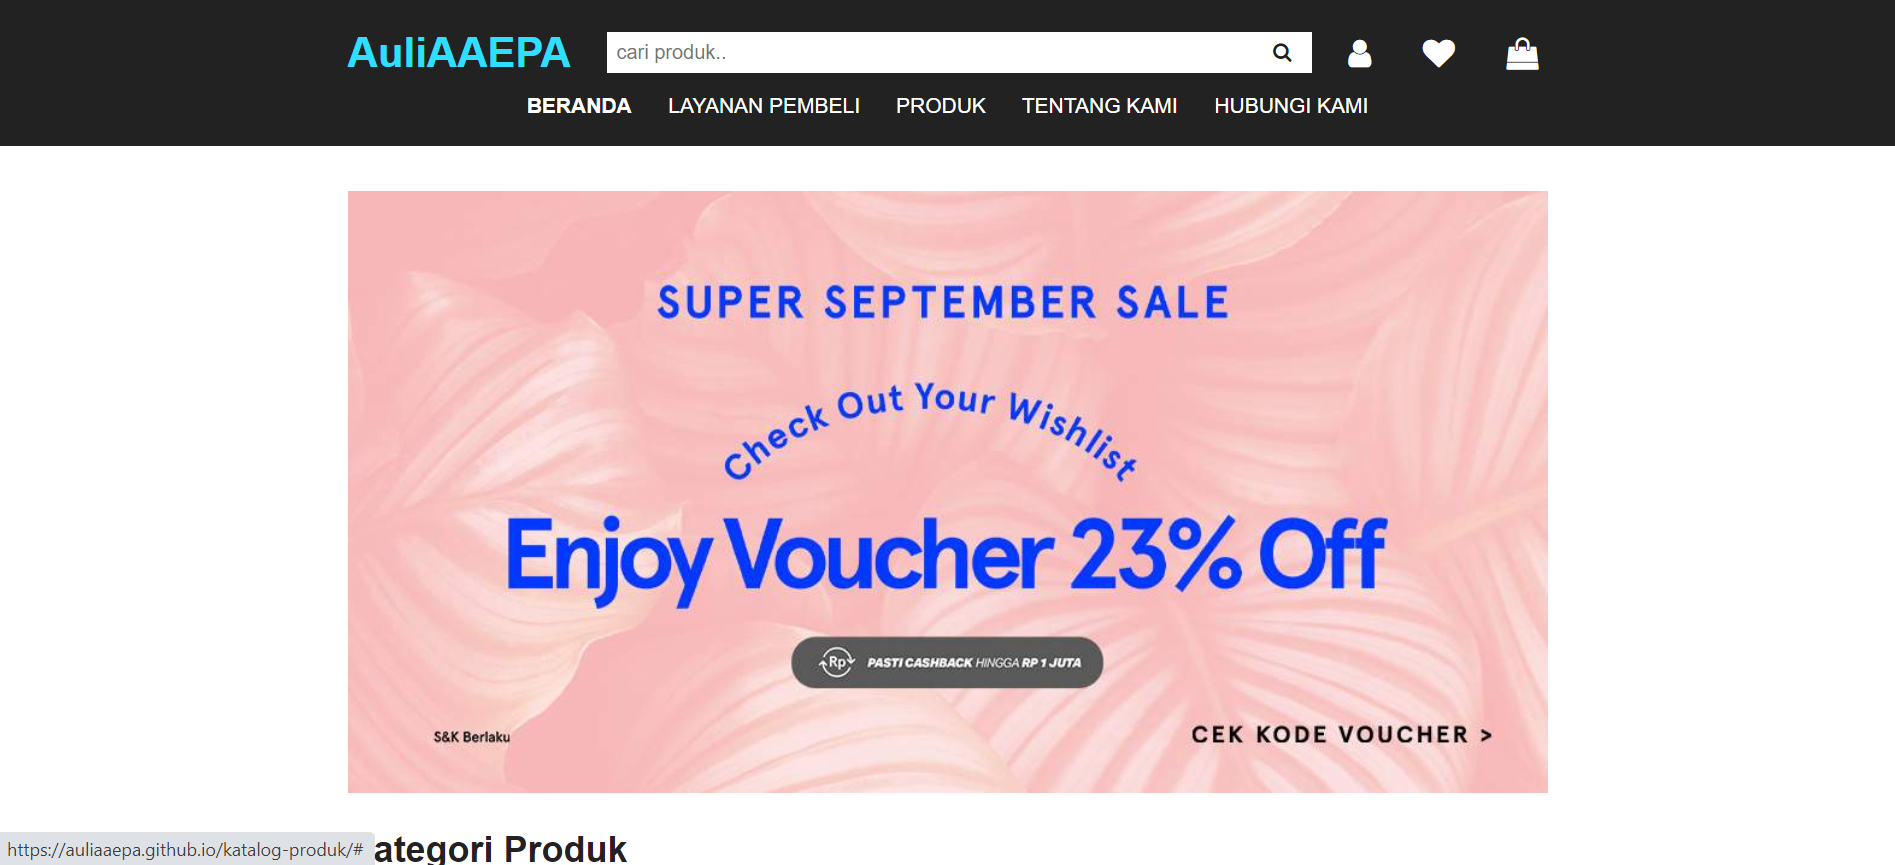 AuliAAEPA
cari produk..
BERANDA LAYANAN PEMBELI PRODUK TENTANG KAMI HUBUNGI KAMI
SUPER SEPTEMBER SALE
Check Out Your Wishlist
Enjoy Voucher 23% Off
Rp PASTI CASHBACK HINGGA RP 1 JUTA
S&K Berlaku
CEK KODE VOUCHER >
ategori Produk
https://auliaaepa.github.io/katalog-produk/#